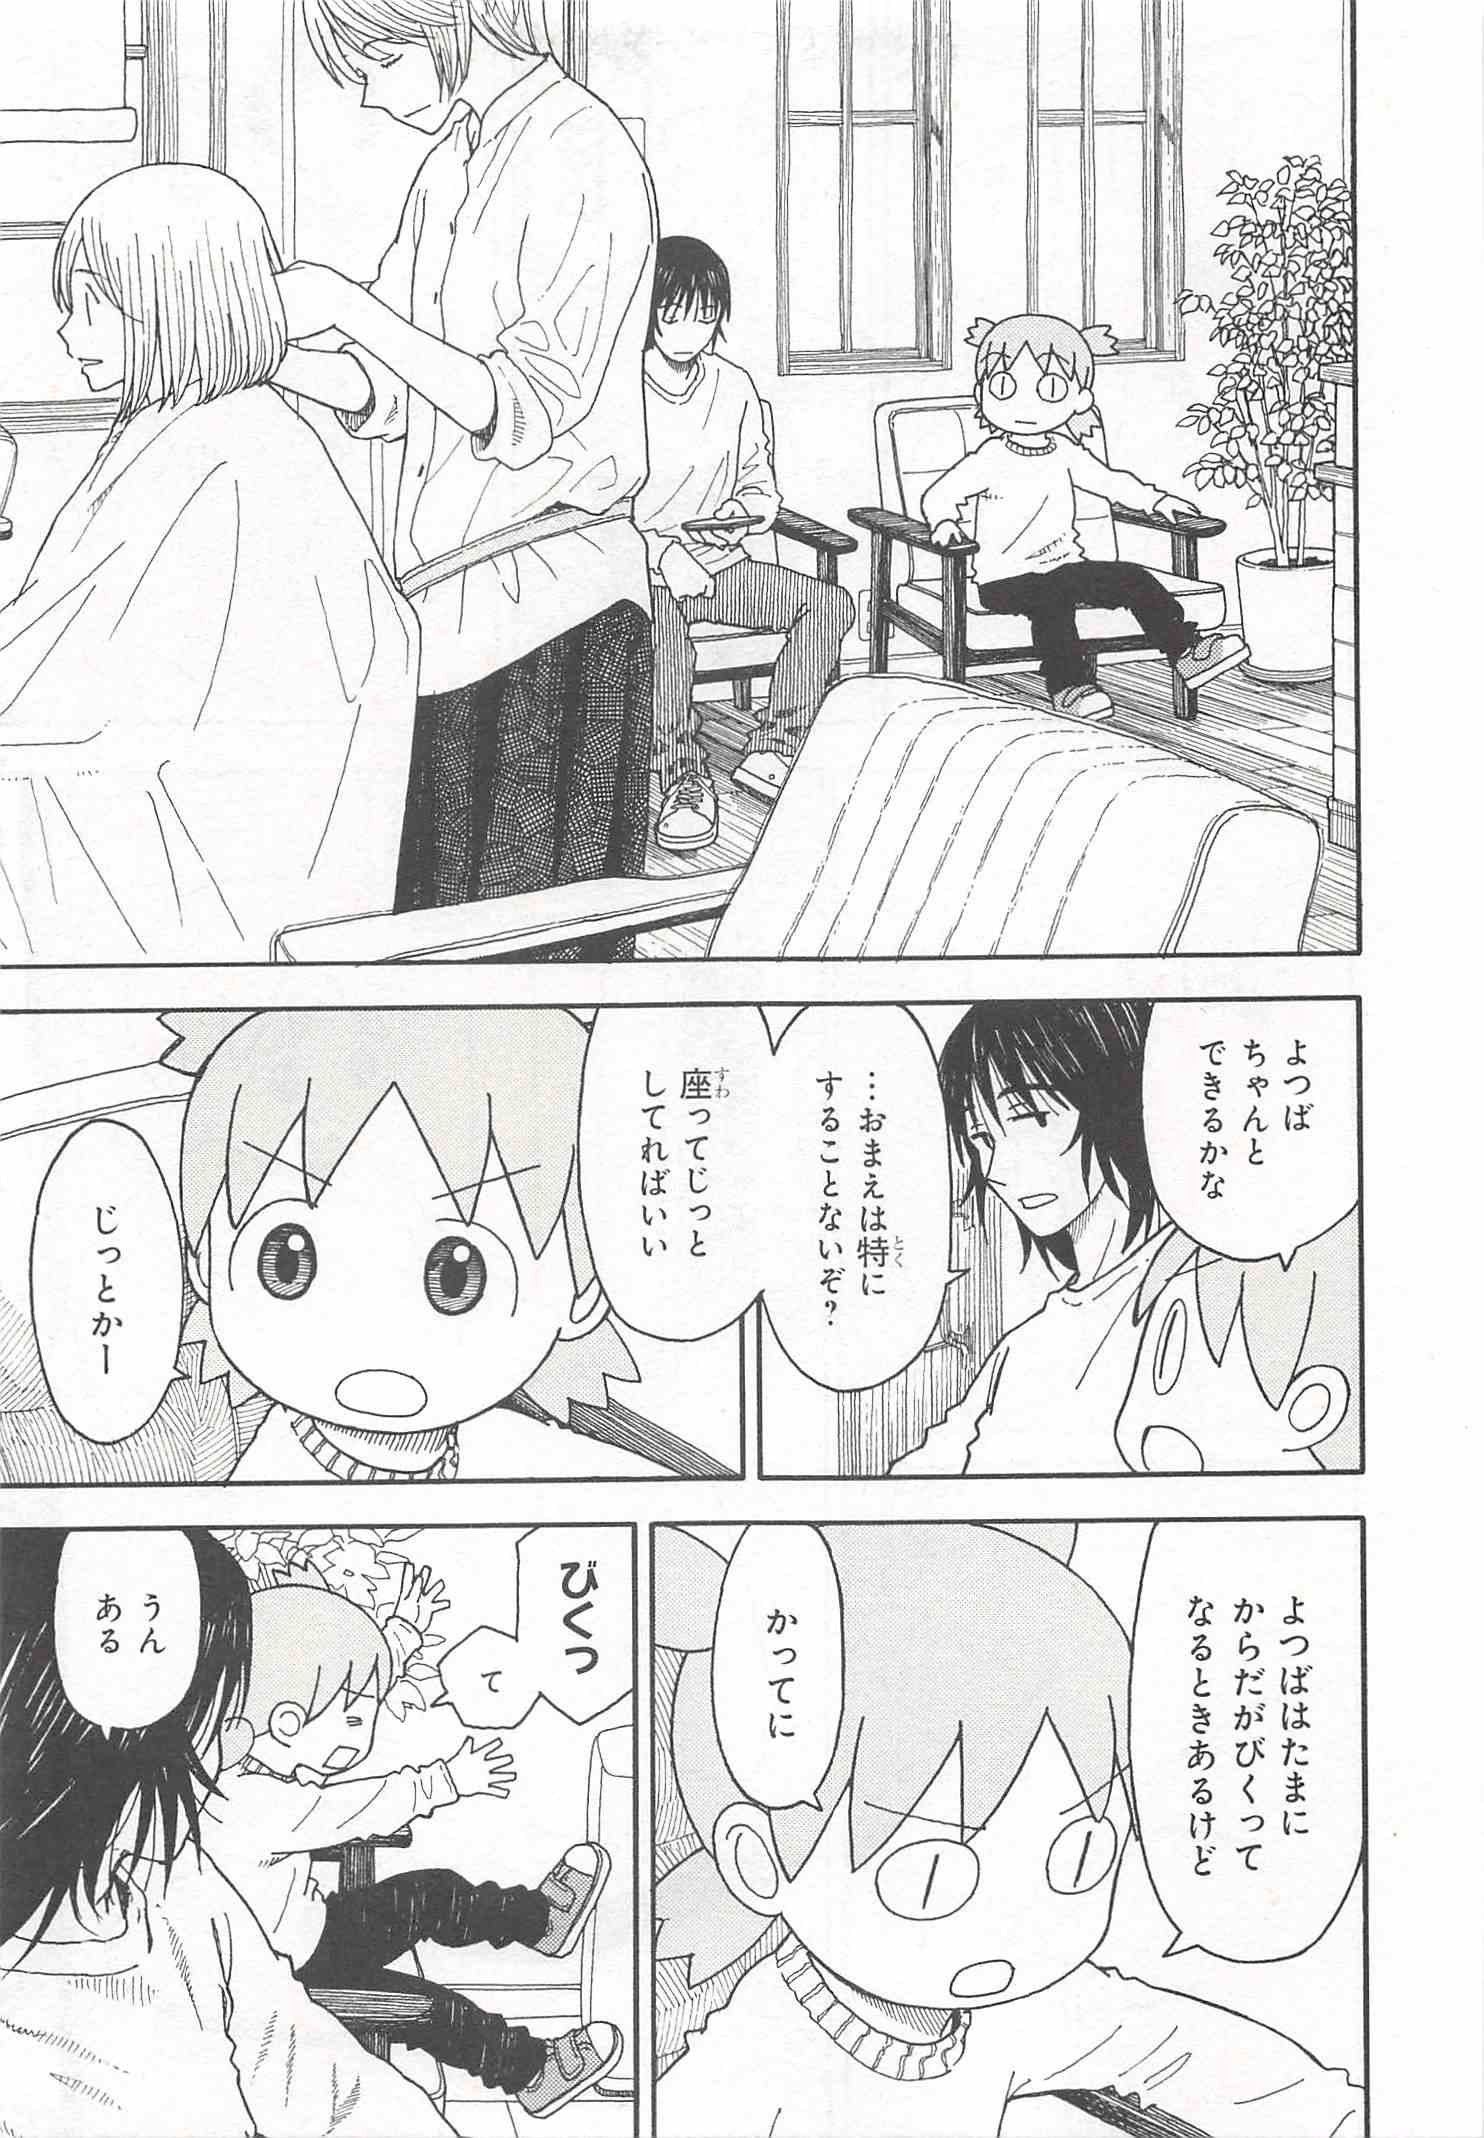 よつば
ちゃんと
できるかな
…おまえは特に
することないぞ？
座ってじっと
してればいい
じっとかー
よつばはたまに
からだがびくって
なるときあるけど
かってに
びくっ
て
うん
ある